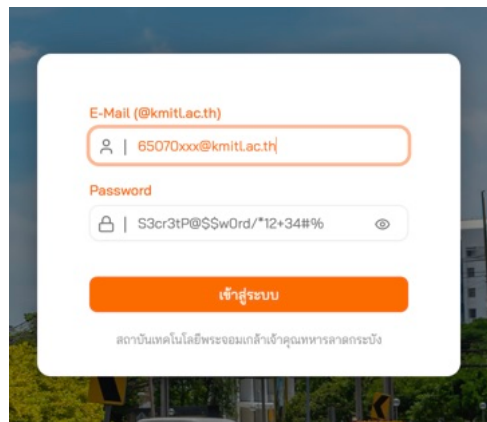 E-Mail (@kmitl.ac.th)
65070xxx@kmitl.ac.th
Password
S3cr3tP@$$w0rd/*12+34#%
เข้าสู่ระบบ
สถาบันเทคโนโลยีพระจอมเกล้าเจ้าคุณทหารลาดกระบัง